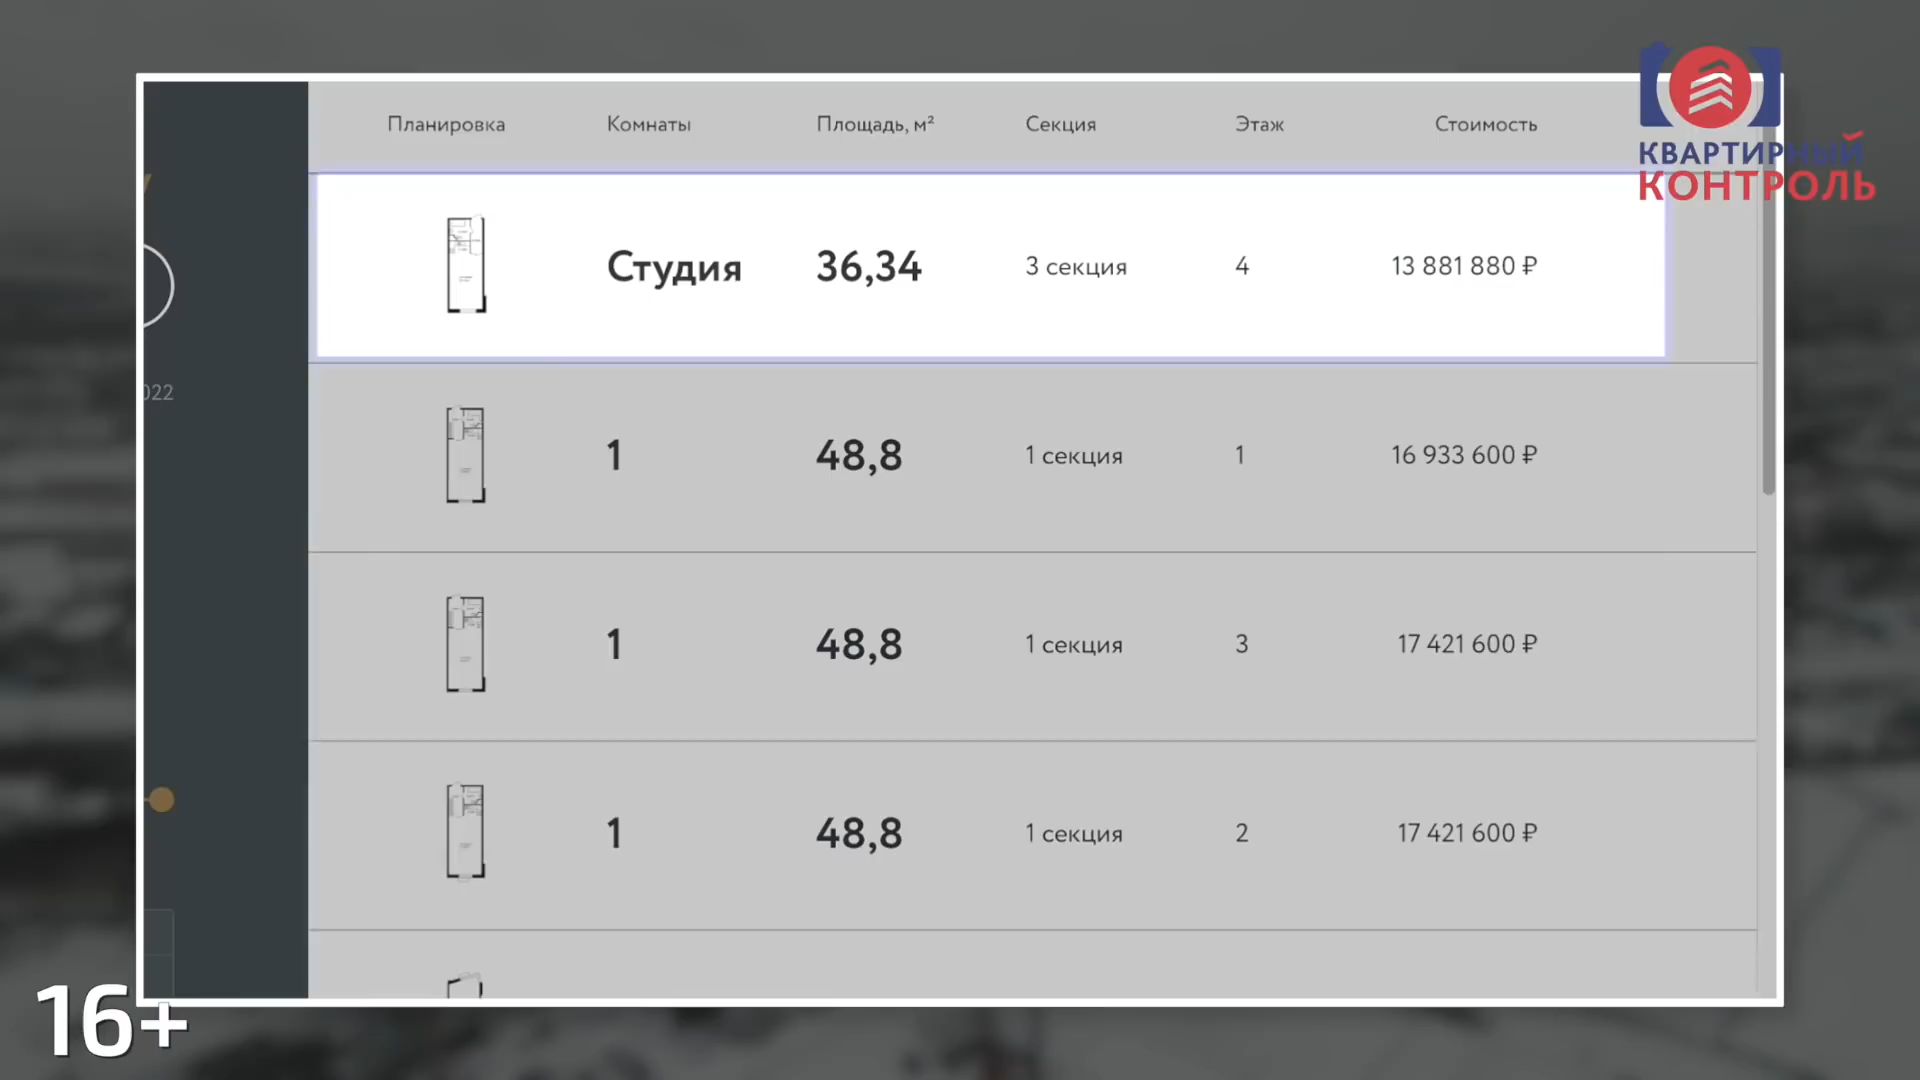 КВАРТИРНЫЙ
КОНТРОЛЬ
Планировка Комнаты Площадь, м² Секция Этаж Стоимость
Студия 36,34 3 секция 4 13 881 880 ₽
022
1 48,8 1 секция 1 16 933 600 ₽
1 48,8 1 секция 3 17 421 600 ₽
1 48,8 1 секция 2 17 421 600 ₽
16+